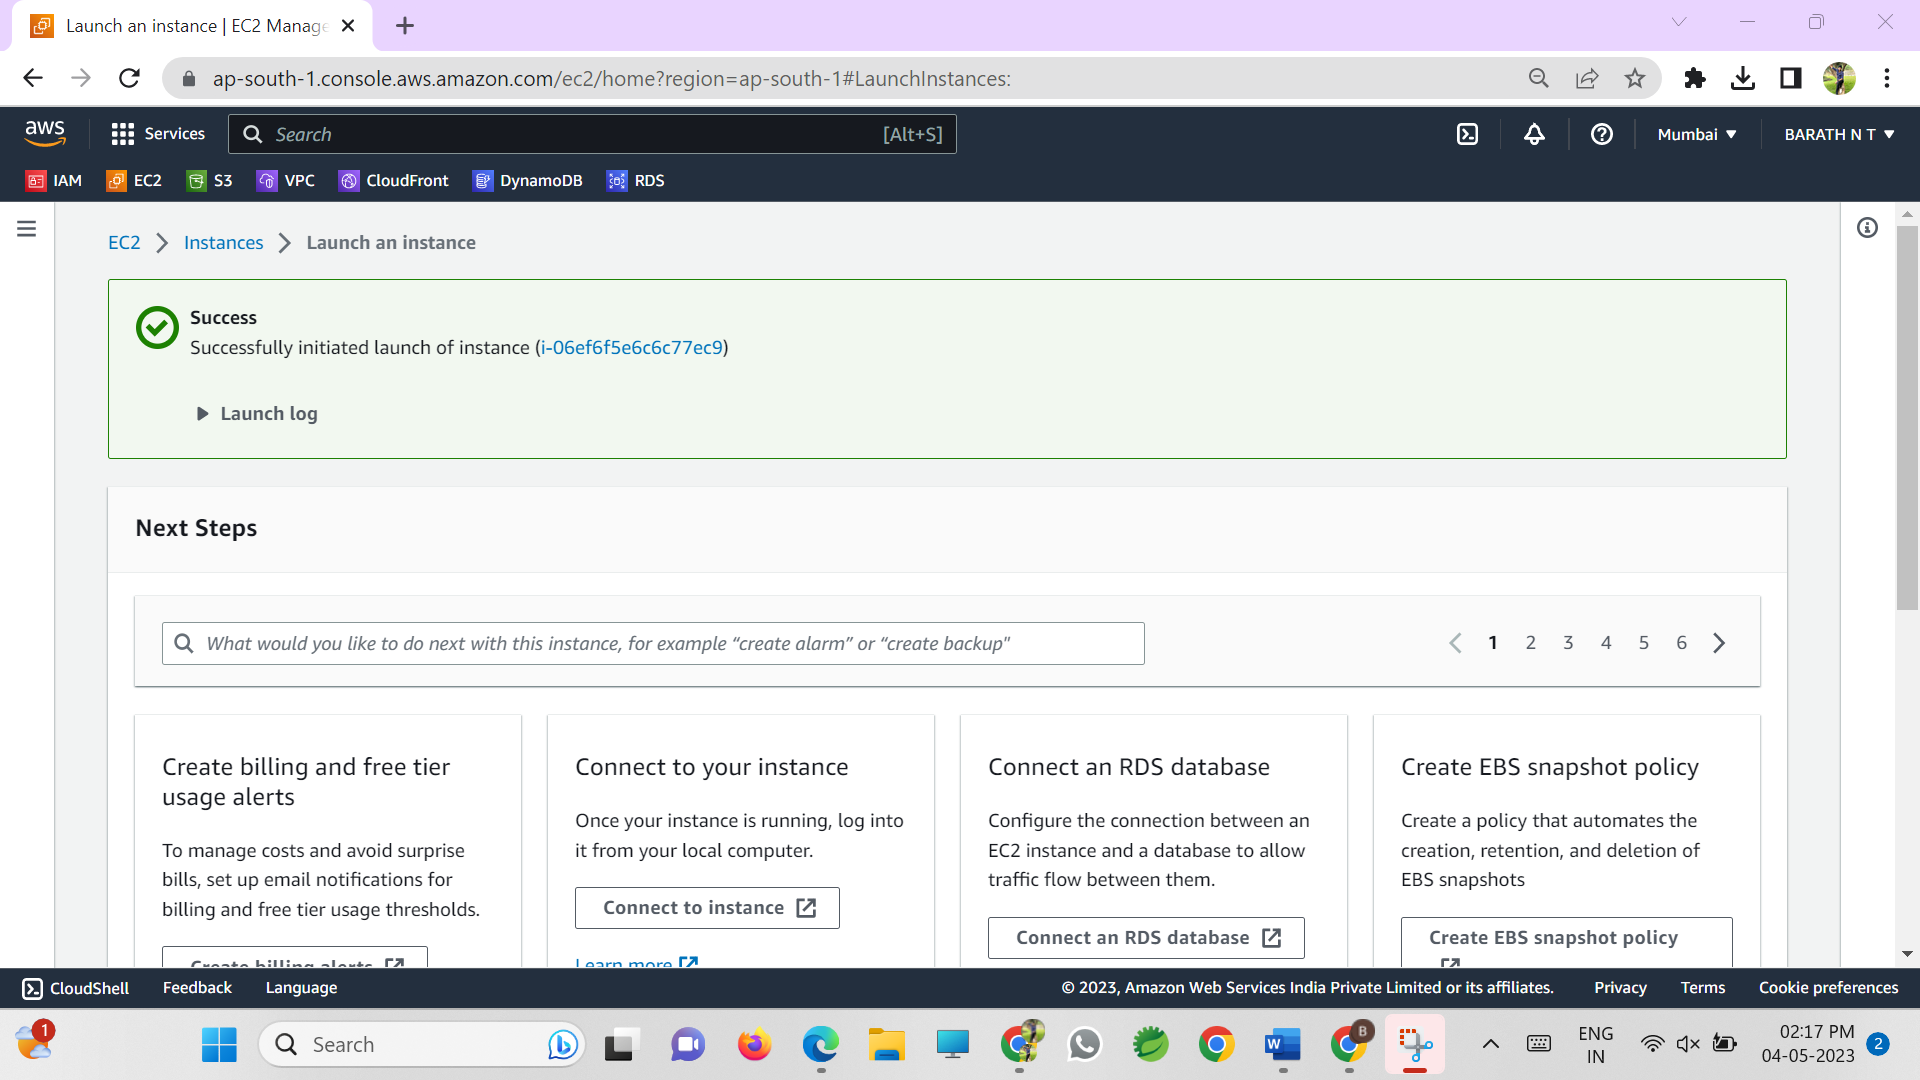 Launch an instance | EC2 Manage
ap-south-1.console.aws.amazon.com/ec2/home?region=ap-south-1#LaunchInstances:
aws
Services
Search
[Alt+S]
Mumbai
BARATH N T
IAM
EC2
S3
VPC
CloudFront
DynamoDB
RDS
EC2
Instances
Launch an instance
Success
Successfully initiated launch of instance (i-06ef6f5e6c6c77ec9)
Launch log
Next Steps
What would you like to do next with this instance, for example “create alarm” or “create backup"
1 2 3 4 5 6
Create billing and free tier
usage alerts
To manage costs and avoid surprise
bills, set up email notifications for
billing and free tier usage thresholds.
Create billing alerts
Connect to your instance
Once your instance is running, log into
it from your local computer.
Connect to instance
Learn more
Connect an RDS database
Configure the connection between an
EC2 instance and a database to allow
traffic flow between them.
Connect an RDS database
Create EBS snapshot policy
Create a policy that automates the
creation, retention, and deletion of
EBS snapshots
Create EBS snapshot policy
CloudShell
Feedback
Language
© 2023, Amazon Web Services India Private Limited or its affiliates.
Privacy
Terms
Cookie preferences
1
Search
B
ENG
IN
02:17 PM
04-05-2023
2